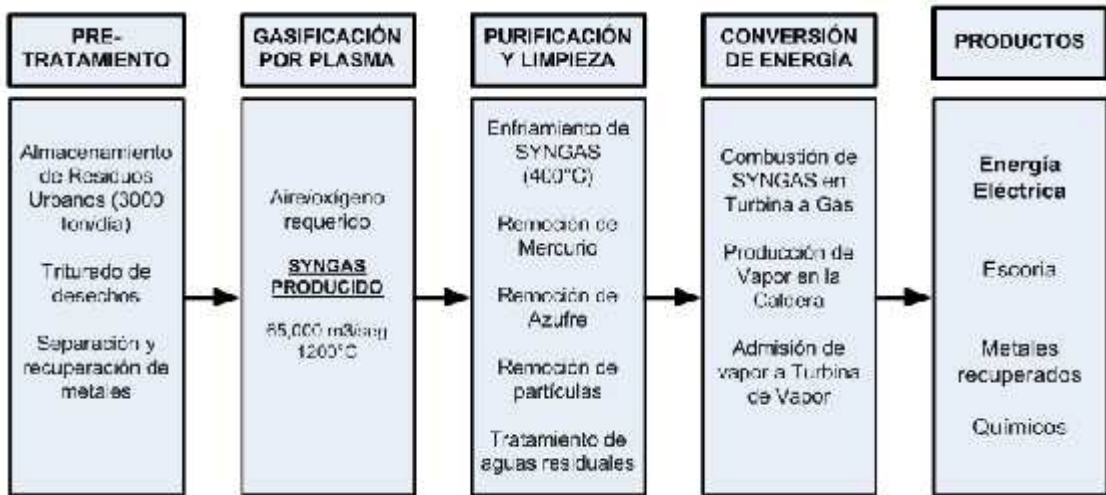 PRE-
TRATAMIENTO
Almacenamiento
de Residuos
Urbanos (3000
ton/día)
Triturado de
desechos
Separación y
recuperación de
metales
GASIFICACIÓN
POR PLASMA
Aire/oxígeno
requerido
SYNGAS
PRODUCIDO
65,000 m3/seg
1200°C
PURIFICACIÓN
Y LIMPIEZA
Enfriamiento de
SYNGAS
(400°C)
Remoción de
Mercurio
Remoción de
Azufre
Remoción de
partículas
Tratamiento de
aguas residuales
CONVERSIÓN
DE ENERGÍA
Combustión de
SYNGAS en
Turbina a Gas
Producción de
Vapor en la
Caldera
Admisión de
vapor a Turbina
de Vapor
PRODUCTOS
Energía
Eléctrica
Escoria
Metales
recuperados
Químicos